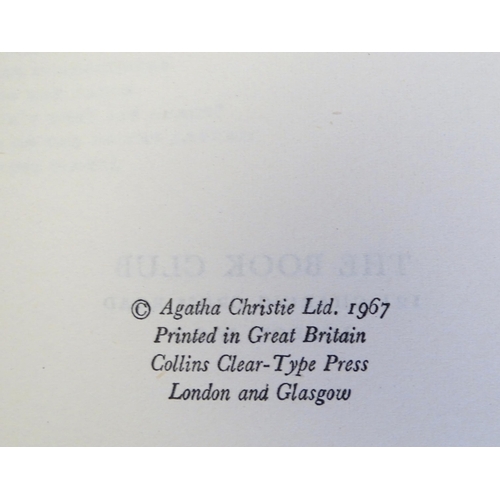 © Agatha Christie Ltd. 1967
Printed in Great Britain
Collins Clear-Type Press
London and Glasgow